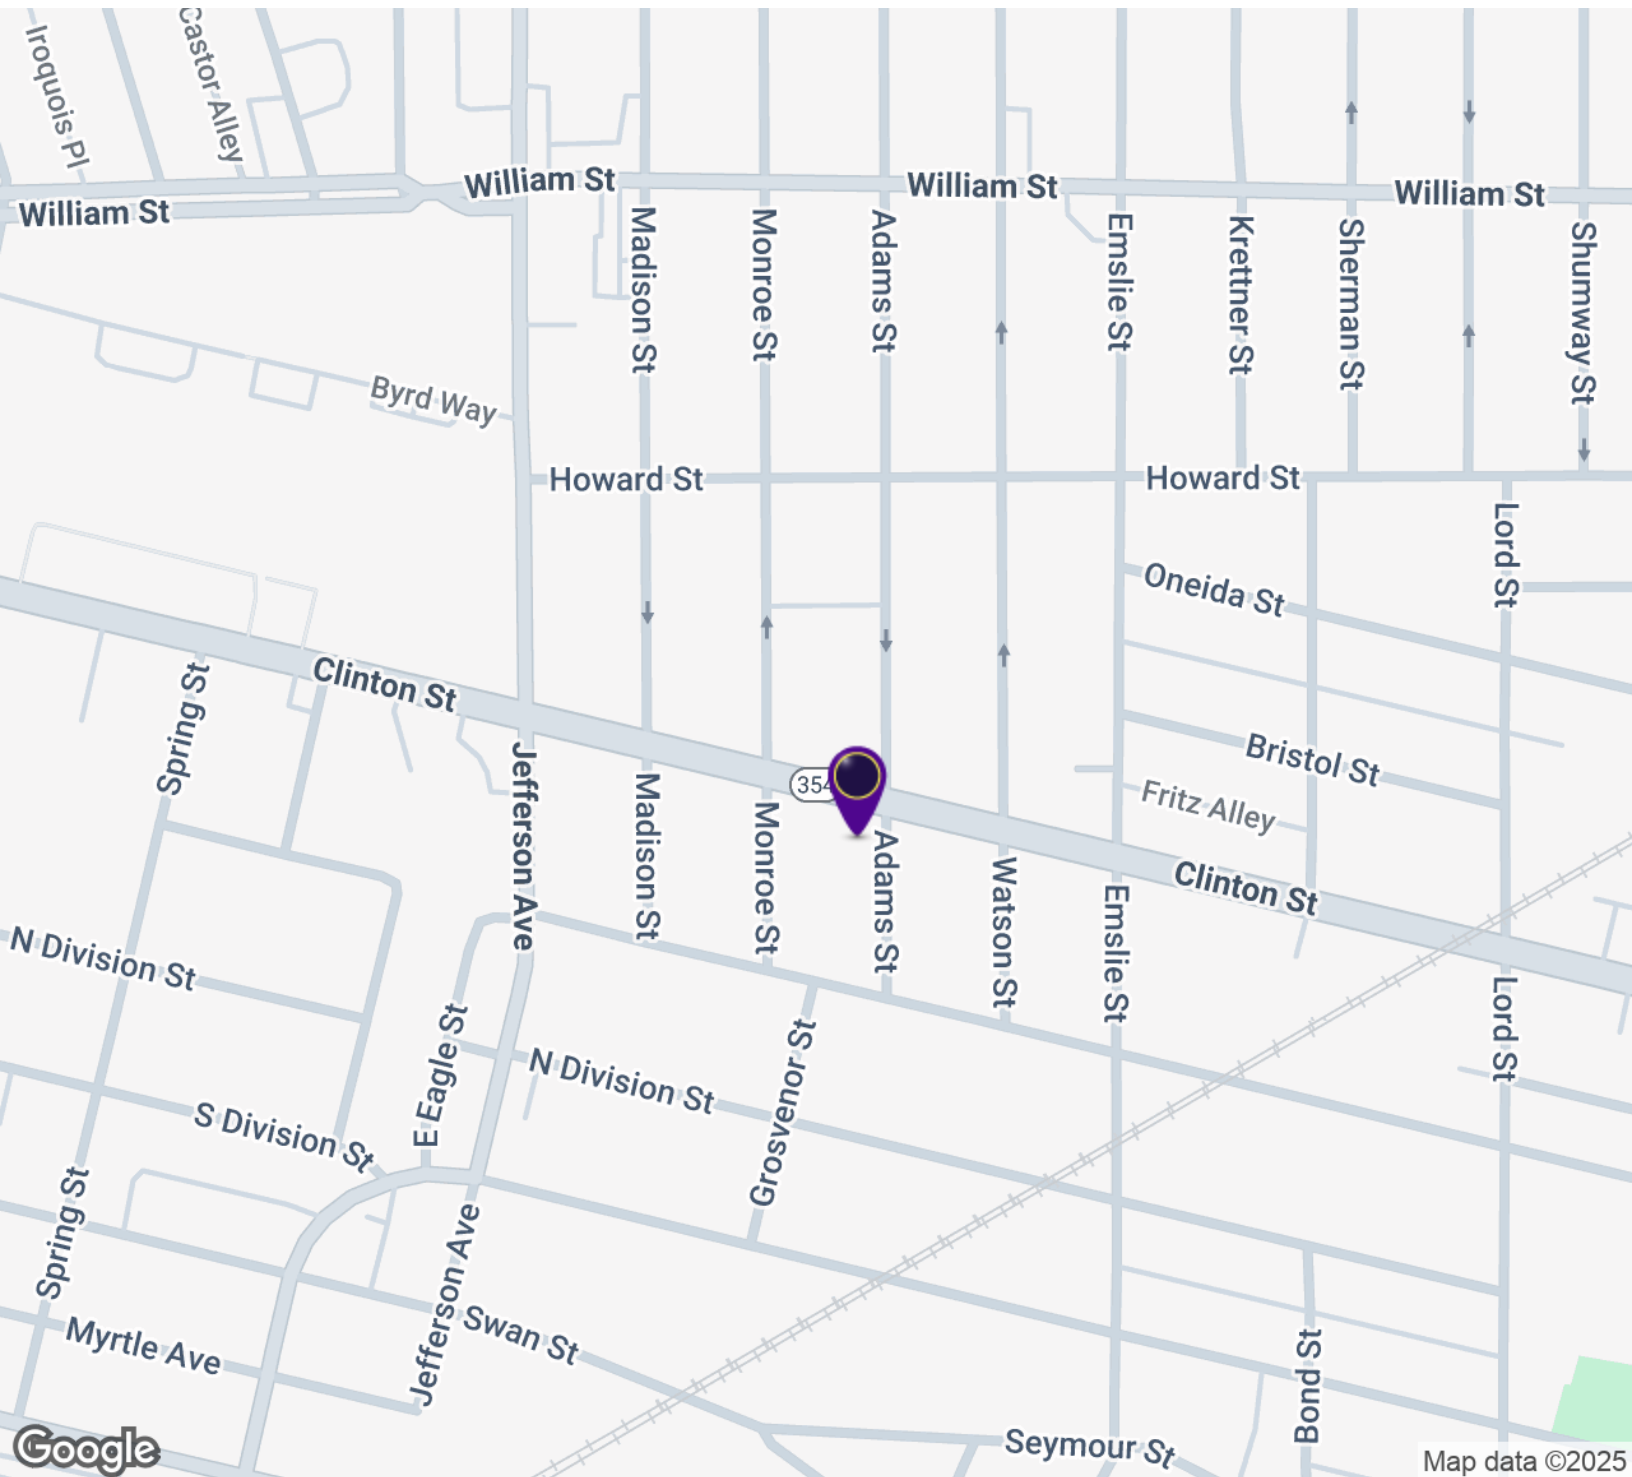 Iroquois Pl
Castor Alley
William St
William St
William St
William St
Madison St
Monroe St
Adams St
Emslie St
Krettner St
Sherman St
Shumway St
Byrd Way
Howard St
Howard St
Lord St
Oneida St
Clinton St
Spring St
Jefferson Ave
Madison St
Monroe St
354
Adams St
Watson St
Emslie St
Bristol St
Fritz Alley
Clinton St
N Division St
Lord St
E Eagle St
N Division St
Grosvenor St
S Division St
Spring St
Jefferson Ave
Myrtle Ave
Swan St
Bond St
Seymour St
Google
Map data ©2025